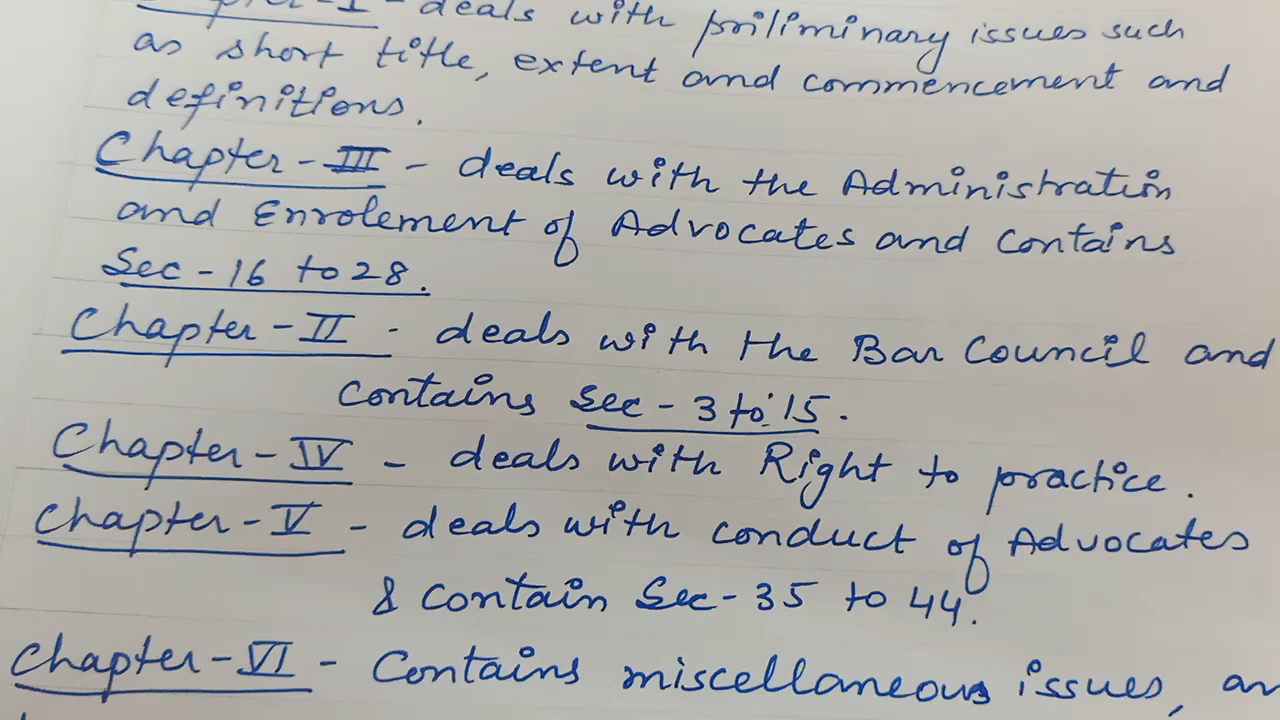 Chapter-I - deals with priliminary issues such
as short title, extent and commencement and
definitions.
Chapter-III - deals with the Administration
and Enrolement of Advocates and contains
Sec-16 to 28.
Chapter-II - deals with the Bar Council and
contains Sec-3 to 15.
Chapter-IV - deals with Right to practice.
Chapter-V - deals with conduct of Advocates
& contain Sec-35 to 44.
Chapter-VI - Contains miscellaneous issues,